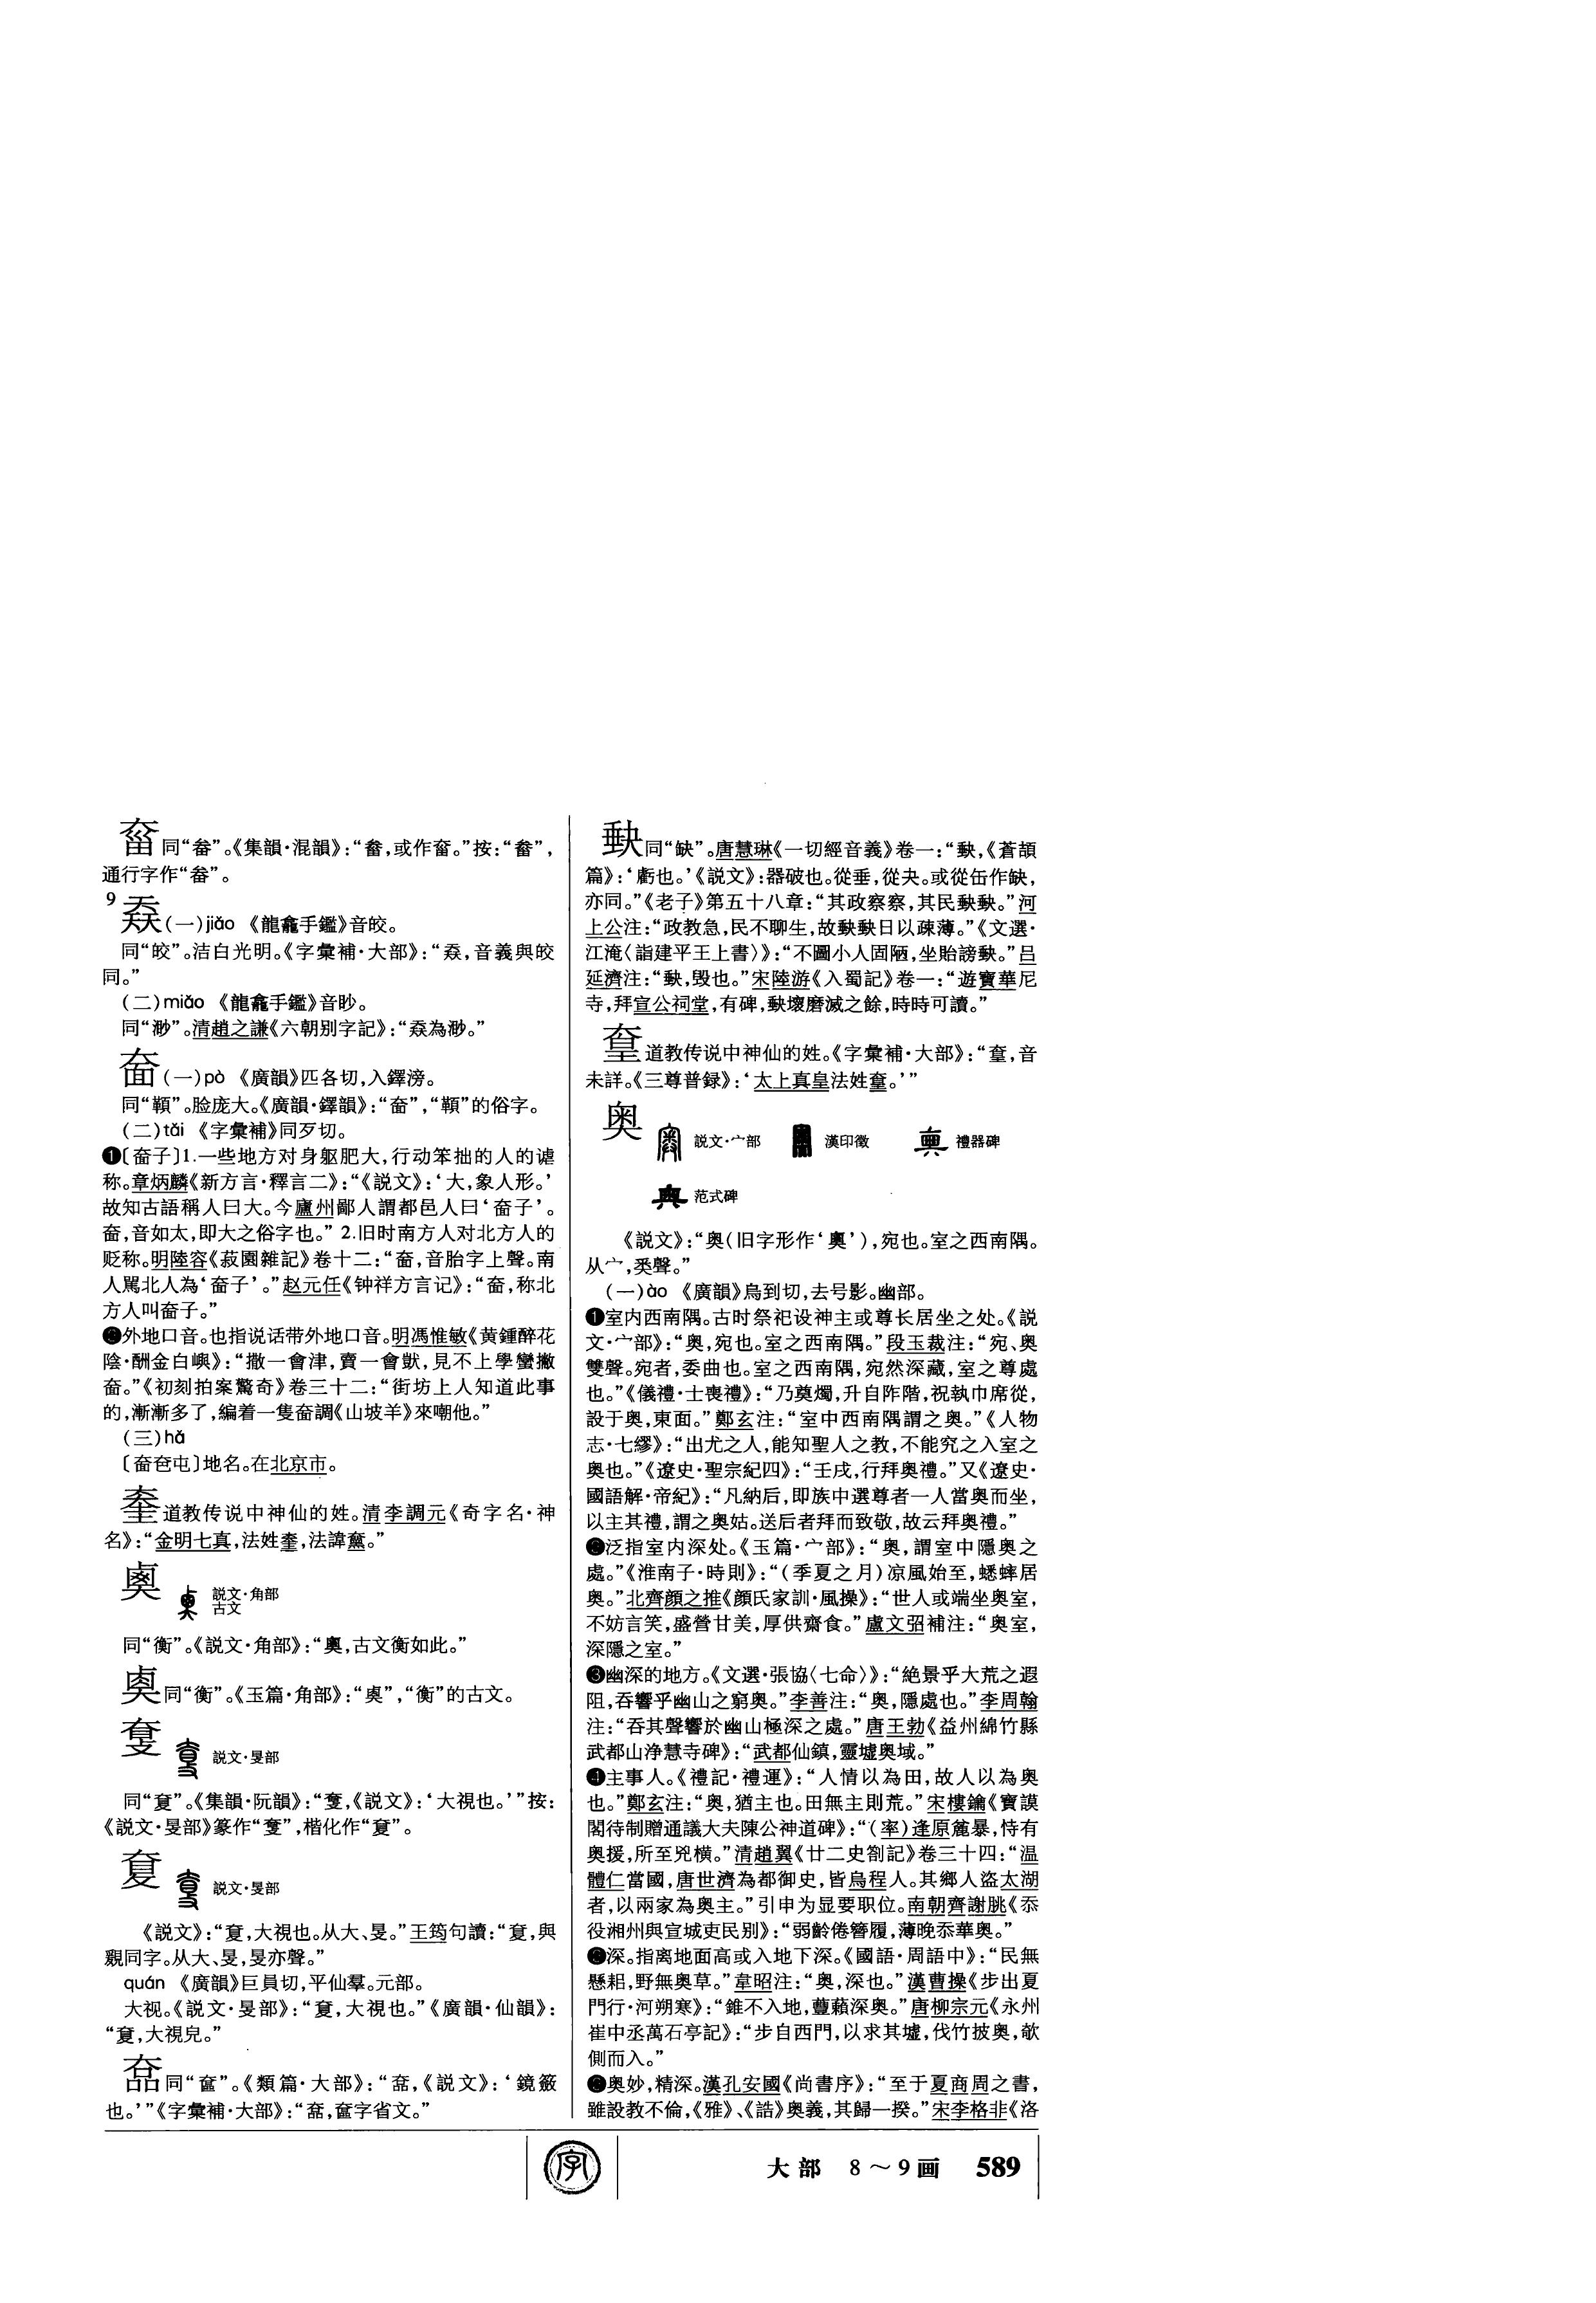 同“畚”。《集韻·混韻》：“畚，或作畚。”按：“畚”，
通行字作“畚”。
9
(一)jiǎo 《龍龕手鑑》音皎。
同“皎”。洁白光明。《字彙補·大部》：“，音義與皎
同。”
(二)miǎo 《龍龕手鑑》音眇。
同“渺”。清趙之謙《六朝别字記》：“為渺。”
奤(一)pò 《廣韻》匹各切，入鐸滂。
同“䪙”。脸庞大。《廣韻·鐸韻》：“奤”，“䪙”的俗字。
(二)tǎi 《字彙補》同歹切。
❶〔奤子〕1.一些地方对身躯肥大，行动笨拙的人的谑
称。章炳麟《新方言·釋言二》：“《説文》：‘大，象人形。’
故知古語稱人曰大。今廬州鄙人謂都邑人曰‘奤子’。
奤，音如太，即大之俗字也。” 2.旧时南方人对北方人的
贬称。明陸容《菽園雜記》卷十二：“奤，音胎字上聲。南
人駡北人為‘奤子’。”赵元任《钟祥方言记》：“奤，称北
方人叫奤子。”
❷外地口音。也指说话带外地口音。明馮惟敏《黄鍾醉花
陰·酬金白嶼》：“撒一會津，賣一會獃，見不上學蠻撇
奤。”《初刻拍案驚奇》卷三十二：“街坊上人知道此事
的，漸漸多了，編着一隻奤調《山坡羊》來嘲他。”
(三)hǎ
〔奤夿屯〕地名。在北京市。
道教传说中神仙的姓。清李調元《奇字名·神
名》：“金明七真，法姓，法諱。”
説文·角部
古文
同“衡”。《説文·角部》：“，古文衡如此。”
同“衡”。《玉篇·角部》：“”，“衡”的古文。
説文·𥄎部
同“敻”。《集韻·阮韻》：“，《説文》：‘大視也。’”按：
《説文·𥄎部》篆作“”，楷化作“”。
説文·𥄎部
《説文》：“，大視也。从大、𥄎。”王筠句讀：“，與
同字。从大、𥄎，𥄎亦聲。”
quán 《廣韻》巨員切，平仙羣。元部。
大视。《説文·𥄎部》：“，大視也。”《廣韻·仙韻》：
“，大視皃。”
同“奩”。《類篇·大部》：“，《説文》：‘鏡籢
也。’”《字彙補·大部》：“，奩字省文。”
同“缺”。唐慧琳《一切經音義》卷一：“，《蒼頡
篇》：‘虧也。’《説文》：器破也。從垂，從夬。或從缶作缺，
亦同。”《老子》第五十八章：“其政察察，其民。”河
上公注：“政教急，民不聊生，故日以疎薄。”《文選·
江淹〈詣建平王上書〉》：“不圖小人固陋，坐貽謗。”吕
延濟注：“，毁也。”宋陸游《入蜀記》卷一：“遊寶華尼
寺，拜宣公祠堂，有碑，壞磨滅之餘，時時可讀。”
道教传说中神仙的姓。《字彙補·大部》：“，音
未詳。《三尊普録》：‘太上真皇法姓。’”
奥
説文·宀部 漢印徵 禮器碑
范式碑
《説文》：“奥（旧字形作‘奧’），宛也。室之西南隅。
从宀，𢍏聲。”
(一)ào 《廣韻》烏到切，去号影。幽部。
❶室内西南隅。古时祭祀设神主或尊长居坐之处。《説
文·宀部》：“奥，宛也。室之西南隅。”段玉裁注：“宛、奥
雙聲。宛者，委曲也。室之西南隅，宛然深藏，室之尊處
也。”《儀禮·士喪禮》：“乃奠燭，升自阼階，祝執巾席從，
設于奥，東面。”鄭玄注：“室中西南隅謂之奥。”《人物
志·七繆》：“出尤之人，能知聖人之教，不能究之入室之
奥也。”《遼史·聖宗紀四》：“壬戌，行拜奥禮。”又《遼史·
國語解·帝紀》：“凡納后，即族中選尊者一人當奥而坐，
以主其禮，謂之奥姑。送后者拜而致敬，故云拜奥禮。”
❷泛指室内深处。《玉篇·宀部》：“奥，謂室中隱奥之
處。”《淮南子·時則》：“（季夏之月）凉風始至，蟋蟀居
奥。”北齊顔之推《顔氏家訓·風操》：“世人或端坐奥室，
不妨言笑，盛營甘美，厚供齋食。”盧文弨補注：“奥室，
深隱之室。”
❸幽深的地方。《文選·張協〈七命〉》：“絶景乎大荒之遐
阻，吞響乎幽山之窮奥。”李善注：“奥，隱處也。”李周翰
注：“吞其聲響於幽山極深之處。”唐王勃《益州綿竹縣
武都山净慧寺碑》：“武都仙鎮，靈墟奥域。”
❹主事人。《禮記·禮運》：“人情以為田，故人以為奥
也。”鄭玄注：“奥，猶主也。田無主則荒。”宋樓鑰《寶謨
閣待制贈通議大夫陳公神道碑》：“（率）逢原麄暴，恃有
奥援，所至兇横。”清趙翼《廿二史劄記》卷三十四：“温
體仁當國，唐世濟為都御史，皆烏程人。其鄉人盗太湖
者，以兩家為奥主。”引申为显要职位。南朝齊謝朓《忝
役湘州與宣城吏民别》：“弱齡倦簪履，薄晚忝華奥。”
❺深。指离地面高或入地下深。《國語·周語中》：“民無
懸耜，野無奥草。”韋昭注：“奥，深也。”漢曹操《步出夏
門行·河朔寒》：“錐不入地，蘴藾深奥。”唐柳宗元《永州
崔中丞萬石亭記》：“步自西門，以求其墟，伐竹披奥，欹
側而入。”
❻奥妙，精深。漢孔安國《尚書序》：“至于夏商周之書，
雖設教不倫，《雅》、《誥》奥義，其歸一揆。”宋李格非《洛
字 大部 8～9画 589